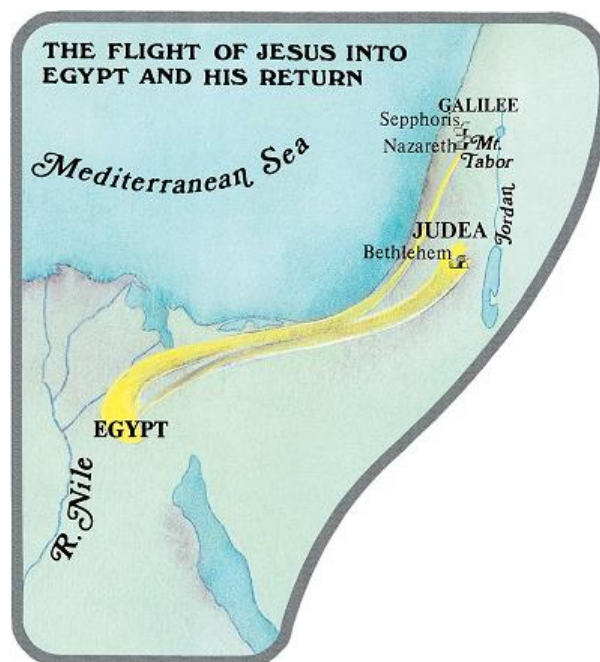 THE FLIGHT OF JESUS INTO
EGYPT AND HIS RETURN
Mediterranean Sea
GALILEE
Sepphoris
Nazareth
Mt.
Tabor
Jordan
JUDEA
Bethlehem
EGYPT
R. Nile